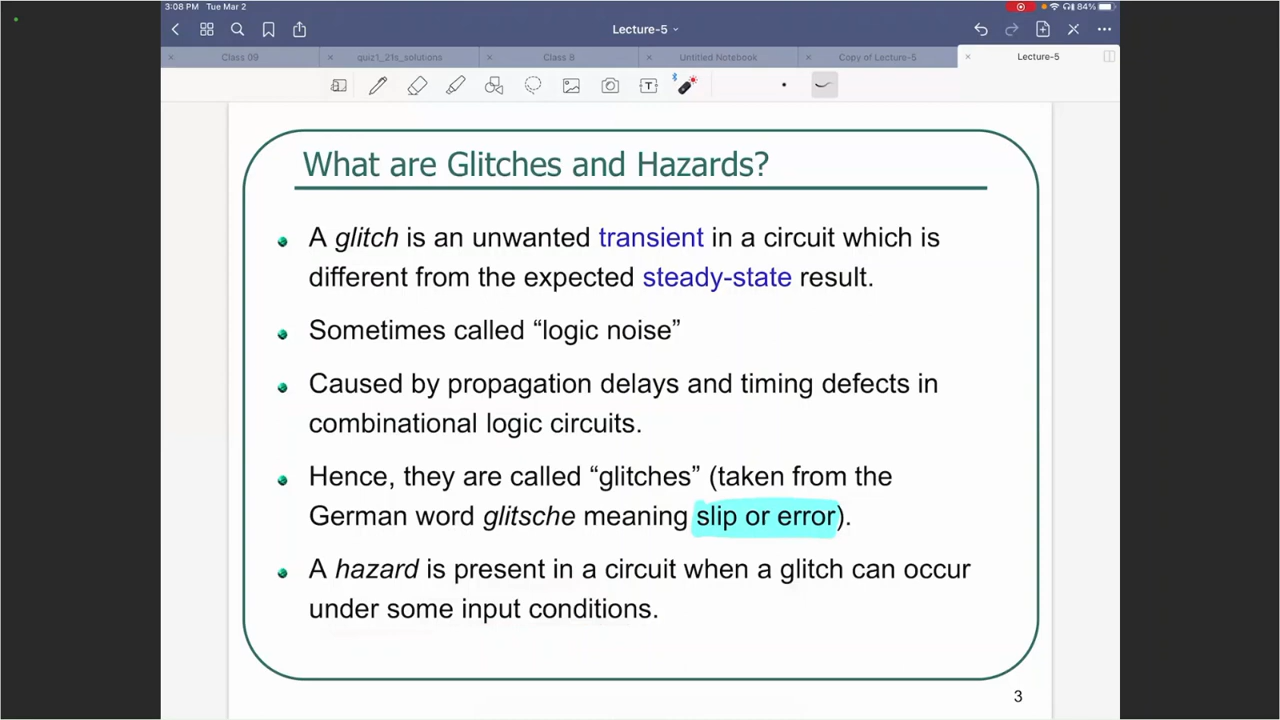 3:08 PM Tue Mar 2
84%
Lecture-5
Class 09
quiz1_21s_solutions
Class 8
Untitled Notebook
Copy of Lecture-5
Lecture-5
T
What are Glitches and Hazards?
A glitch is an unwanted transient in a circuit which is
different from the expected steady-state result.
Sometimes called “logic noise”
Caused by propagation delays and timing defects in
combinational logic circuits.
Hence, they are called “glitches” (taken from the
German word glitsche meaning slip or error).
A hazard is present in a circuit when a glitch can occur
under some input conditions.
3